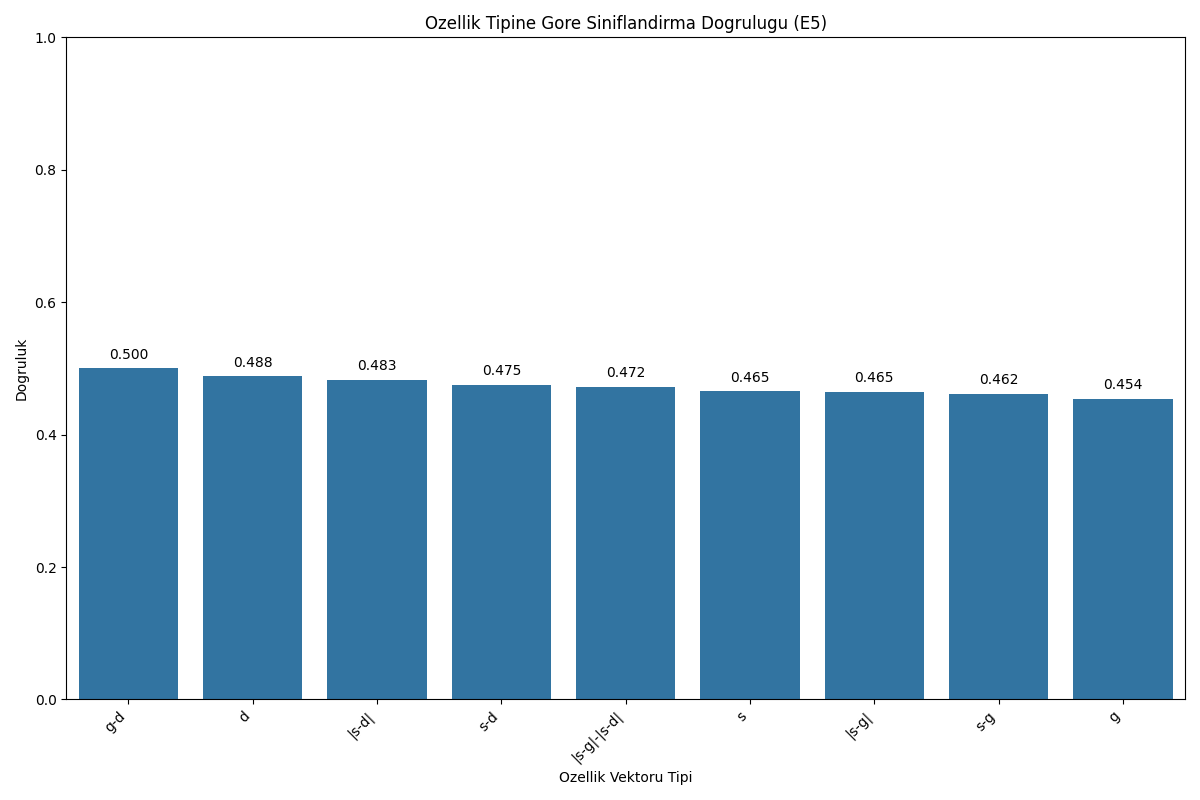 Ozellik Tipine Gore Siniflandirma Dogrulugu (E5)
Dogruluk
1.0
0.8
0.6
0.4
0.2
0.0
0.500
0.488
0.483
0.475
0.472
0.465
0.465
0.462
0.454
g-d
d
|s-d|
s-d
|s-g|-|s-d|
s
|s-g|
s-g
g
Ozellik Vektoru Tipi